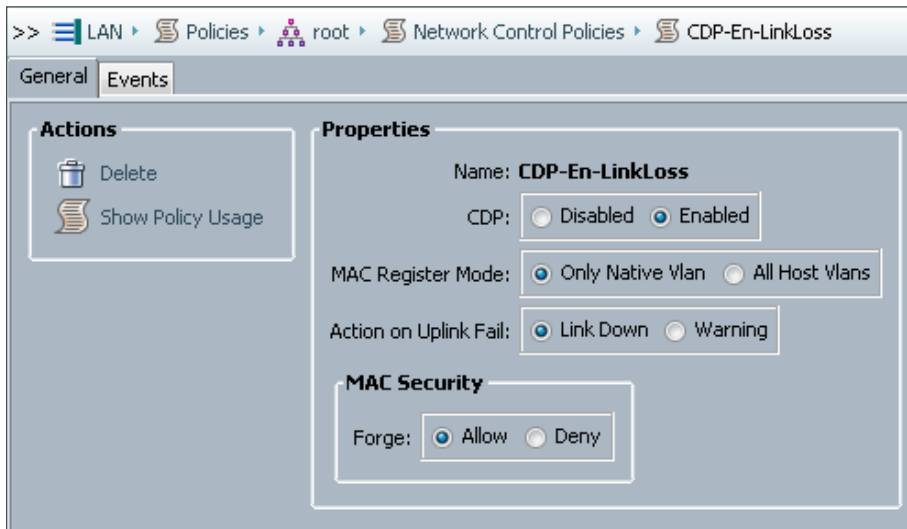 >> LAN Policies root Network Control Policies CDP-En-LinkLoss
General Events
Actions
Delete
Show Policy Usage
Properties
Name: CDP-En-LinkLoss
CDP: Disabled Enabled
MAC Register Mode: Only Native Vlan All Host Vlans
Action on Uplink Fail: Link Down Warning
MAC Security
Forge: Allow Deny